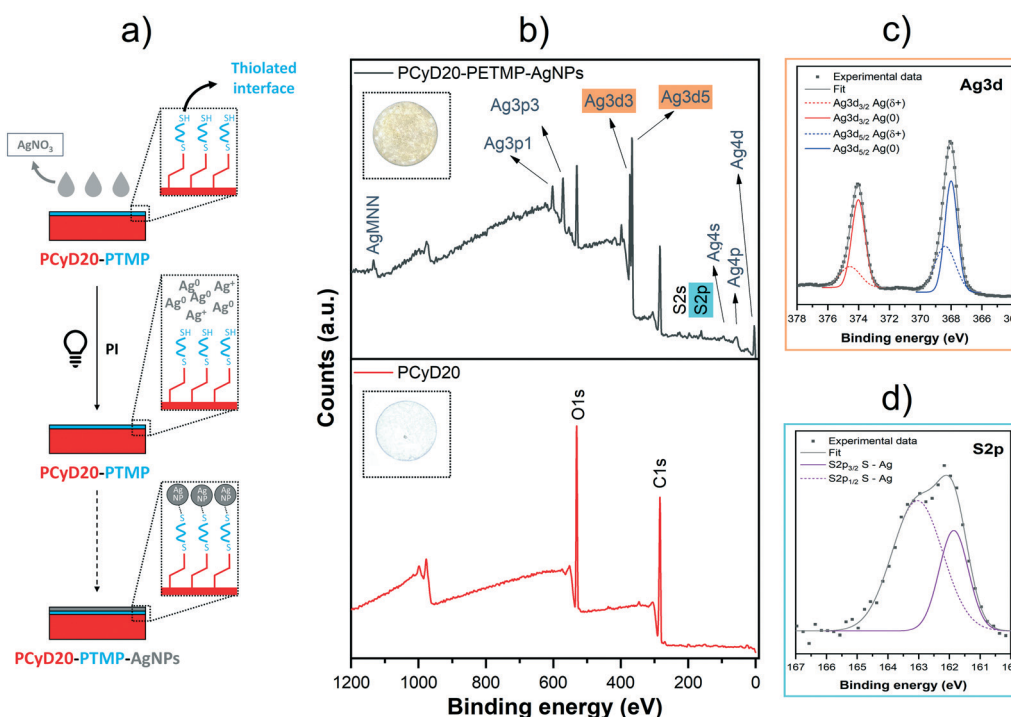 a)
Thiolated
interface
AgNO3
SH SH SH
S S S
PCyD20-PTMP
PI
Ag0 Ag+
Ag0 Ag0 Ag0
Ag+ Ag+
SH SH SH
S S S
PCyD20-PTMP
Ag Ag Ag
NP NP NP
S S S
S S S
PCyD20-PTMP-AgNPs
b)
PCyD20-PETMP-AgNPs
Ag3p3
Ag3d3
Ag3d5
Ag3p1
AgMNN
Ag4d
Ag4s
Ag4p
S2s
S2p
PCyD20
O1s
C1s
Counts (a.u.)
1200 1000 800 600 400 200 0
Binding energy (eV)
c)
Experimental data
Fit
Ag3d3/2 Ag(δ+)
Ag3d3/2 Ag(0)
Ag3d5/2 Ag(δ+)
Ag3d5/2 Ag(0)
Ag3d
378 376 374 372 370 368 366
Binding energy (eV)
d)
Experimental data
Fit
S2p3/2 S - Ag
S2p1/2 S - Ag
S2p
167 166 165 164 163 162 161
Binding energy (eV)